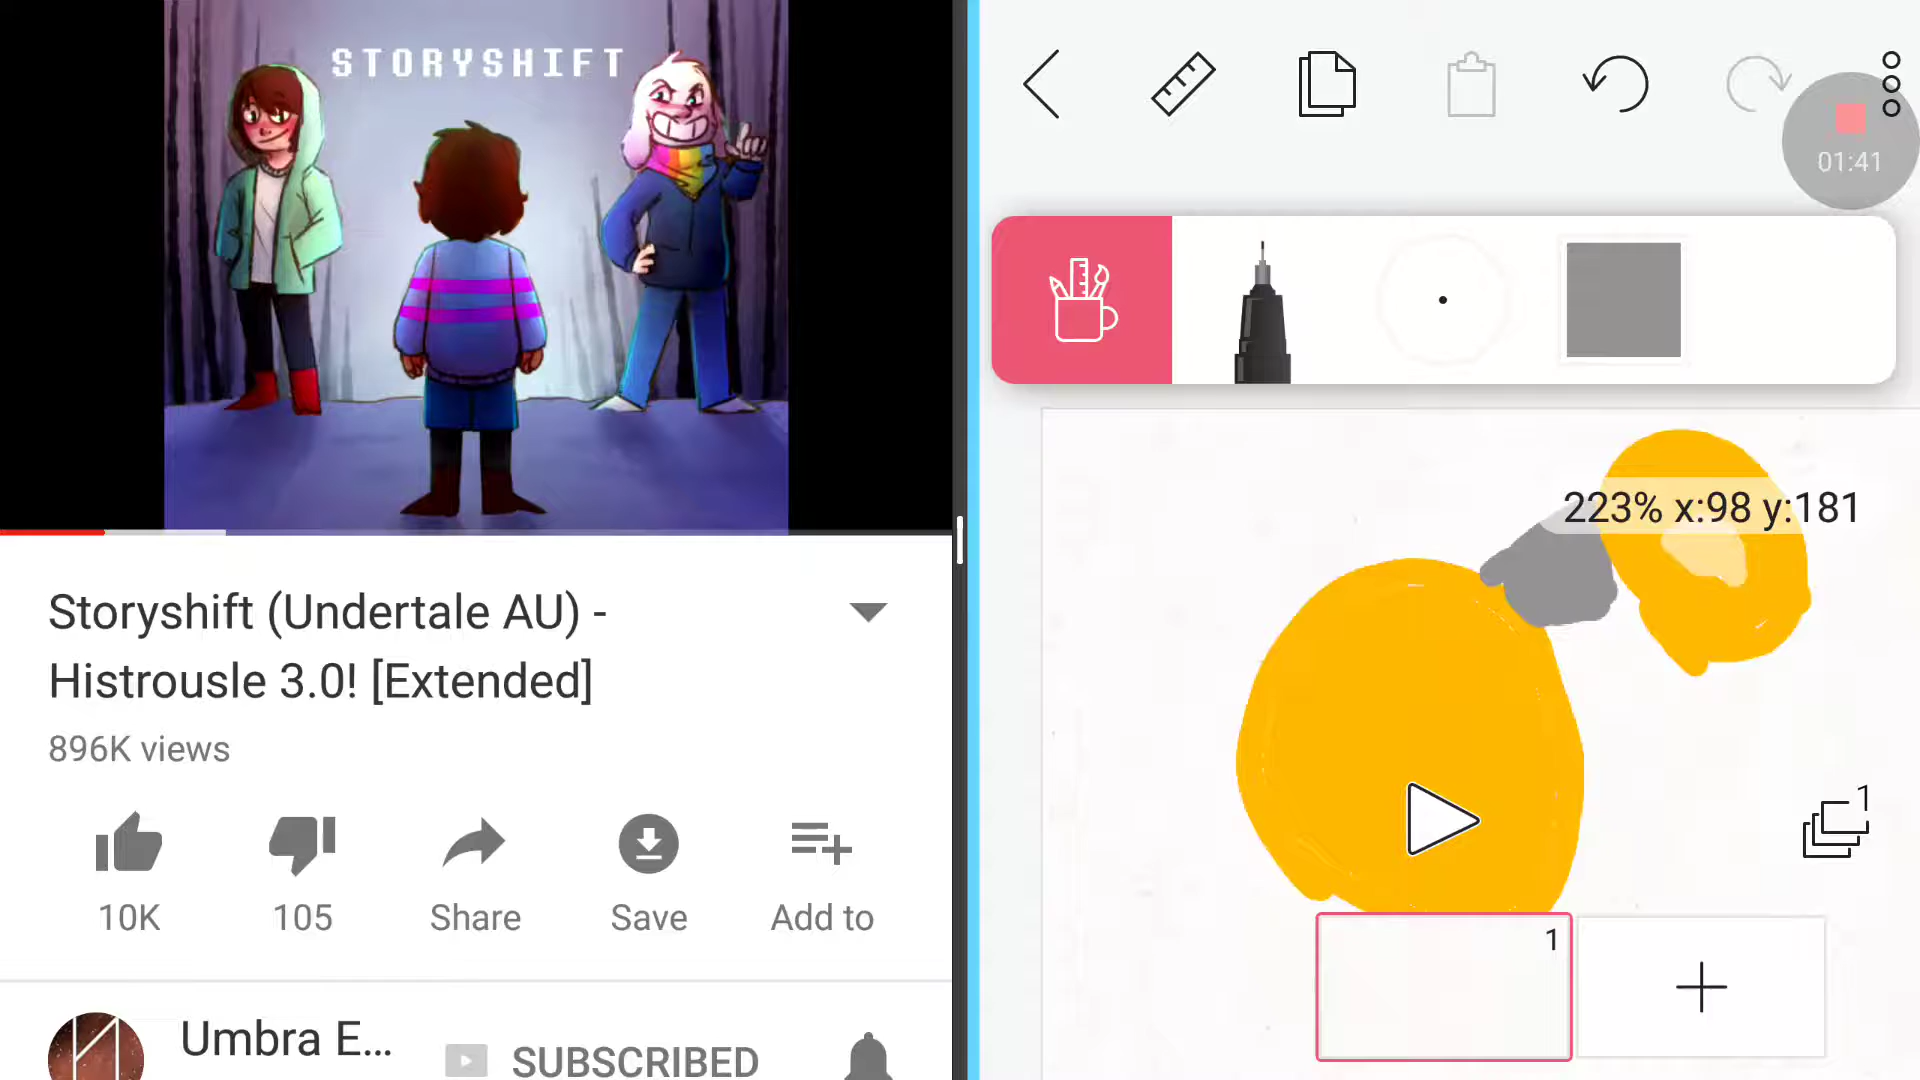 STORYSHIFT
Storyshift (Undertale AU) -
Histrousle 3.0! [Extended]
896K views
10K
105
Share
Save
Add to
Umbra E...
SUBSCRIBED
01:41
223% x:98 y:181
1
1